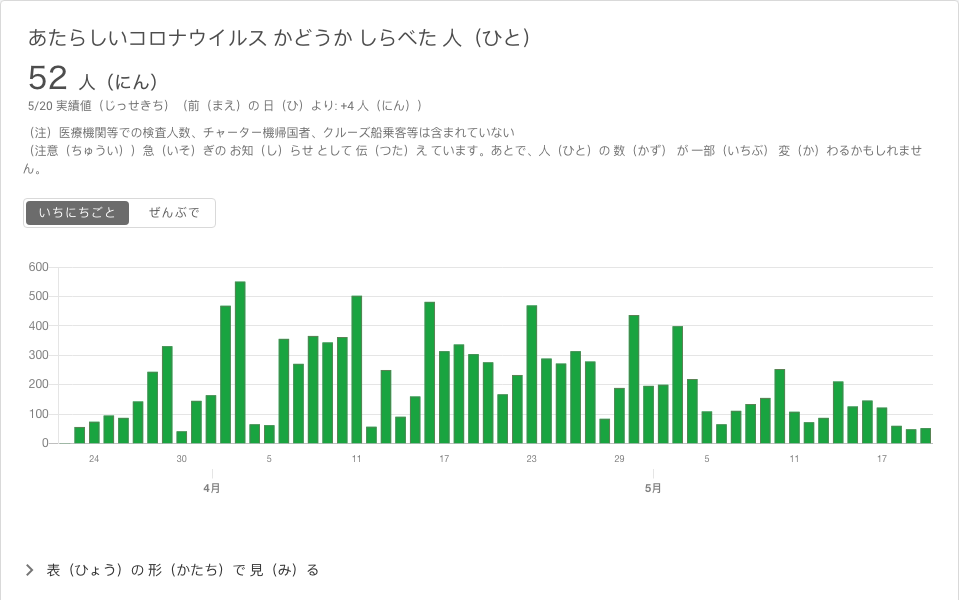 あたらしいコロナウイルス かどうか しらべた 人（ひと）
52 人（にん）
5/20 実績値（じっせきち）（前（まえ）の 日（ひ）より: +4 人（にん））
（注）医療機関等での検査人数、チャーター機帰国者、クルーズ船乗客等は含まれていない
（注意（ちゅうい））急（いそ）ぎの お知（し）らせ として 伝（つた）え ています。あとで、人（ひと）の 数（かず） が 一部（いちぶ） 変（か）わるかもしれませ
ん。
いちにちごと ぜんぶで
600
500
400
300
200
100
0
24 30 5 11 17 23 29 5 11 17
4月 5月
表（ひょう）の 形（かたち）で 見（み）る